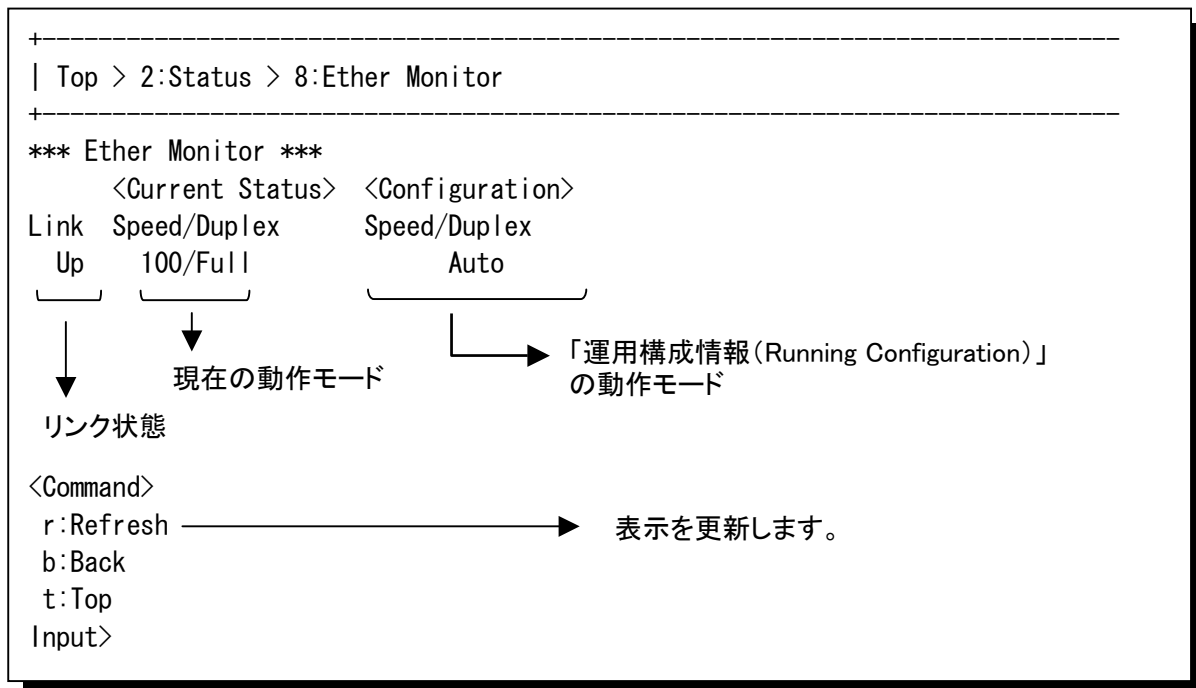 +-----------------------------------------------------------------------------
| Top > 2:Status > 8:Ether Monitor
+-----------------------------------------------------------------------------
*** Ether Monitor ***
<Current Status> <Configuration>
Link Speed/Duplex Speed/Duplex
Up 100/Full Auto
「運用構成情報(Running Configuration)」
の動作モード
現在の動作モード
リンク状態
<Command>
r:Refresh 表示を更新します。
b:Back
t:Top
Input>